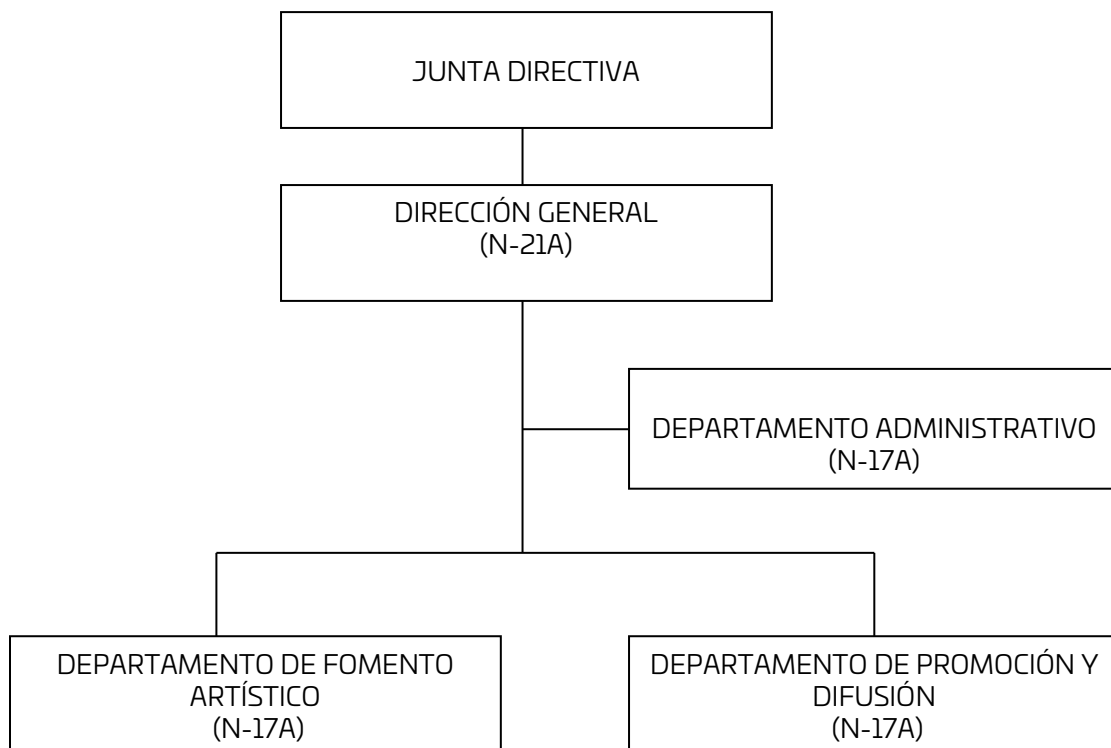 JUNTA DIRECTIVA
DIRECCIÓN GENERAL
(N-21A)
DEPARTAMENTO ADMINISTRATIVO
(N-17A)
DEPARTAMENTO DE FOMENTO
ARTÍSTICO
(N-17A)
DEPARTAMENTO DE PROMOCIÓN Y
DIFUSIÓN
(N-17A)